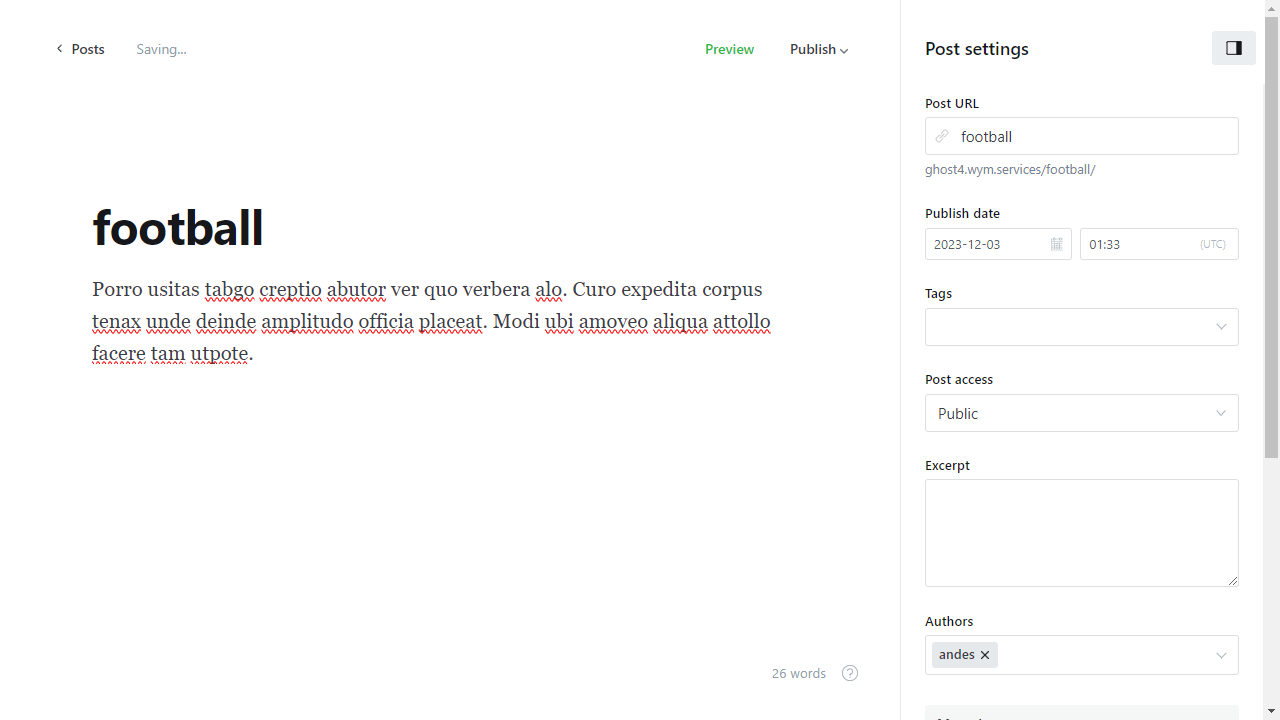 Posts
Saving...
Preview
Publish
football
Porro usitas tabgo creptio abutor ver quo verbera alo. Curo expedita corpus
tenax unde deinde amplitudo officia placeat. Modi ubi amoveo aliqua attollo
facere tam utpote.
26 words
?
Post settings
Post URL
football
ghost4.wym.services/football/
Publish date
2023-12-03
01:33
(UTC)
Tags
Post access
Public
Excerpt
Authors
andes